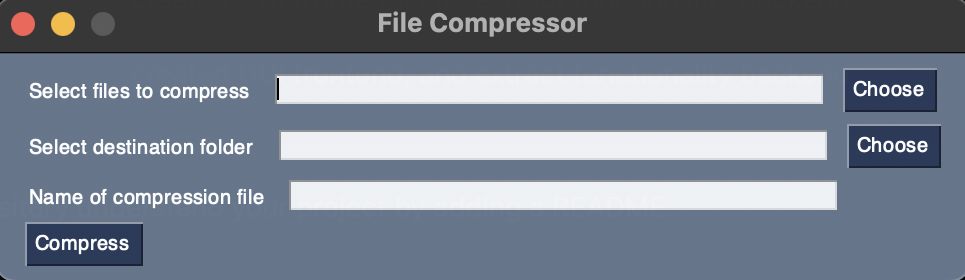 File Compressor
Select files to compress Choose
Select destination folder Choose
Name of compression file
Compress